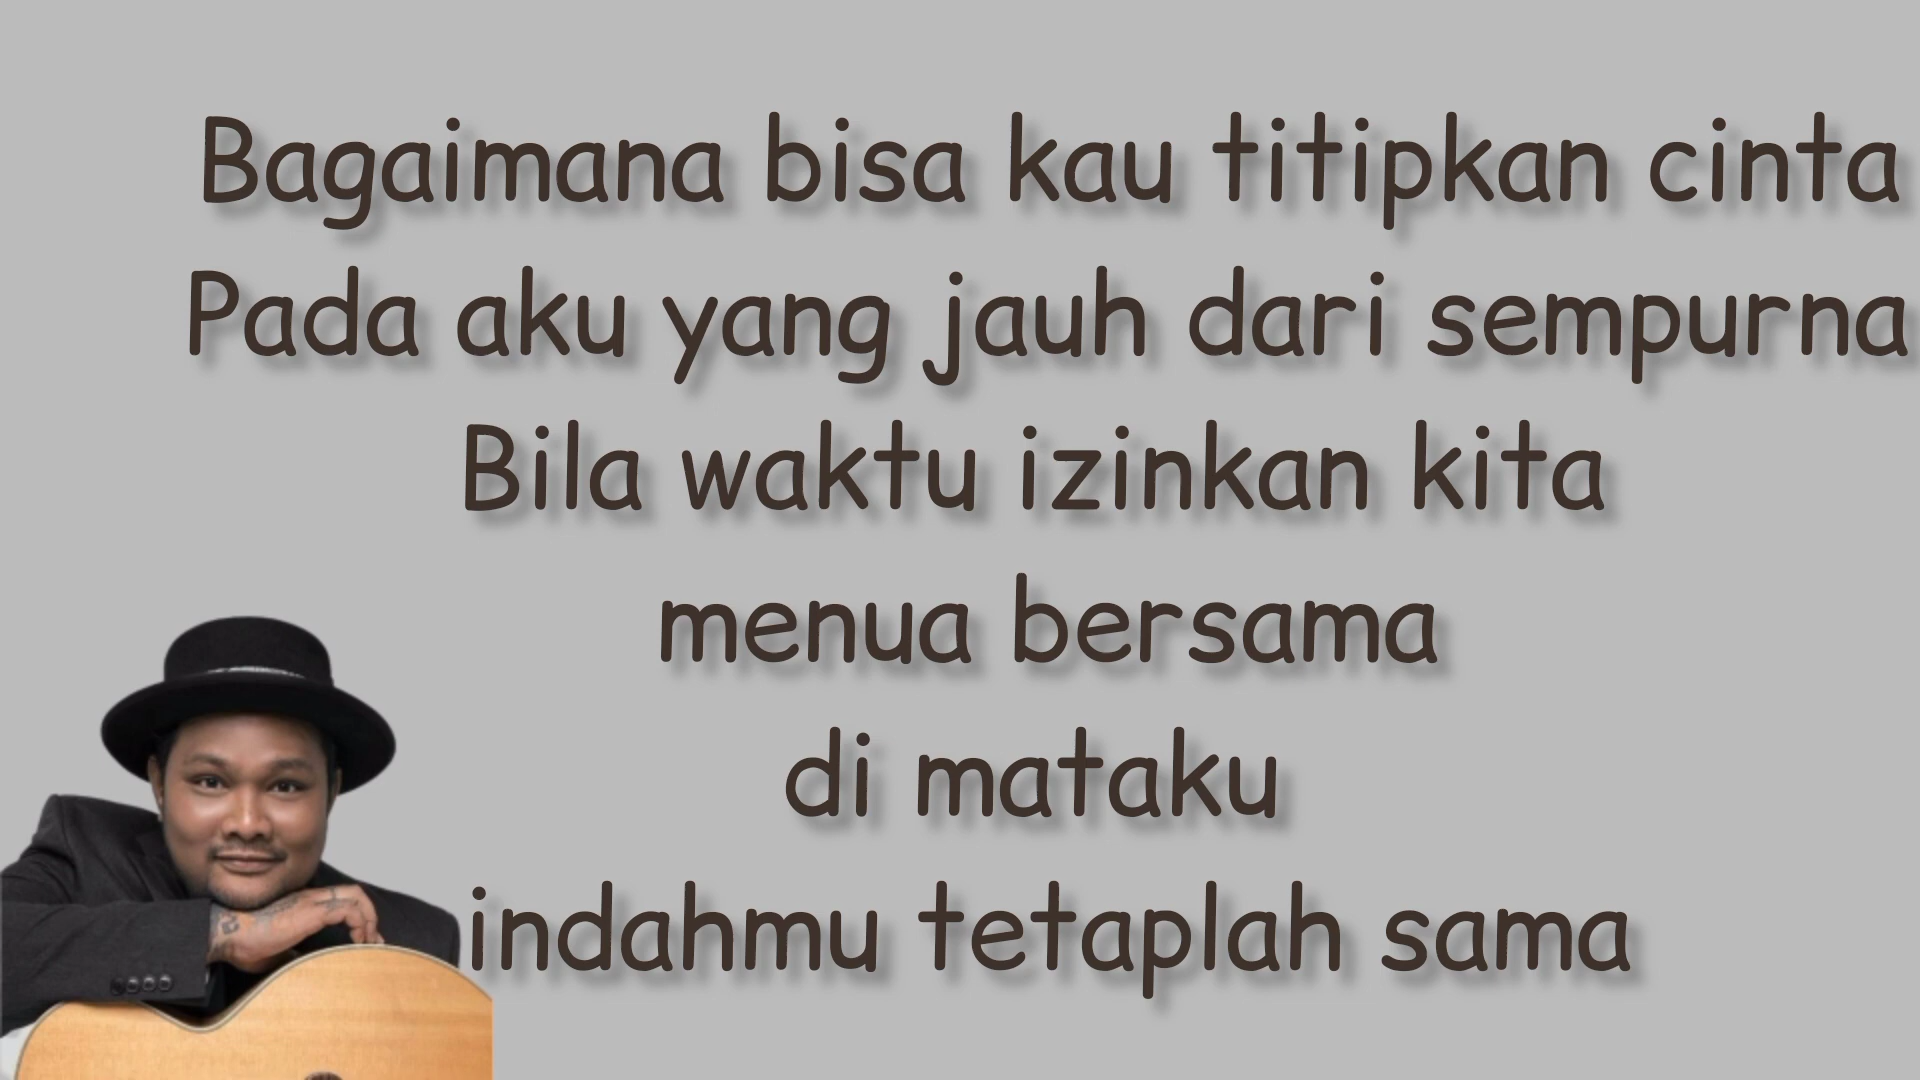 Bagaimana bisa kau titipkan cinta
Pada aku yang jauh dari sempurna
Bila waktu izinkan kita
menua bersama
di mataku
indahmu tetaplah sama